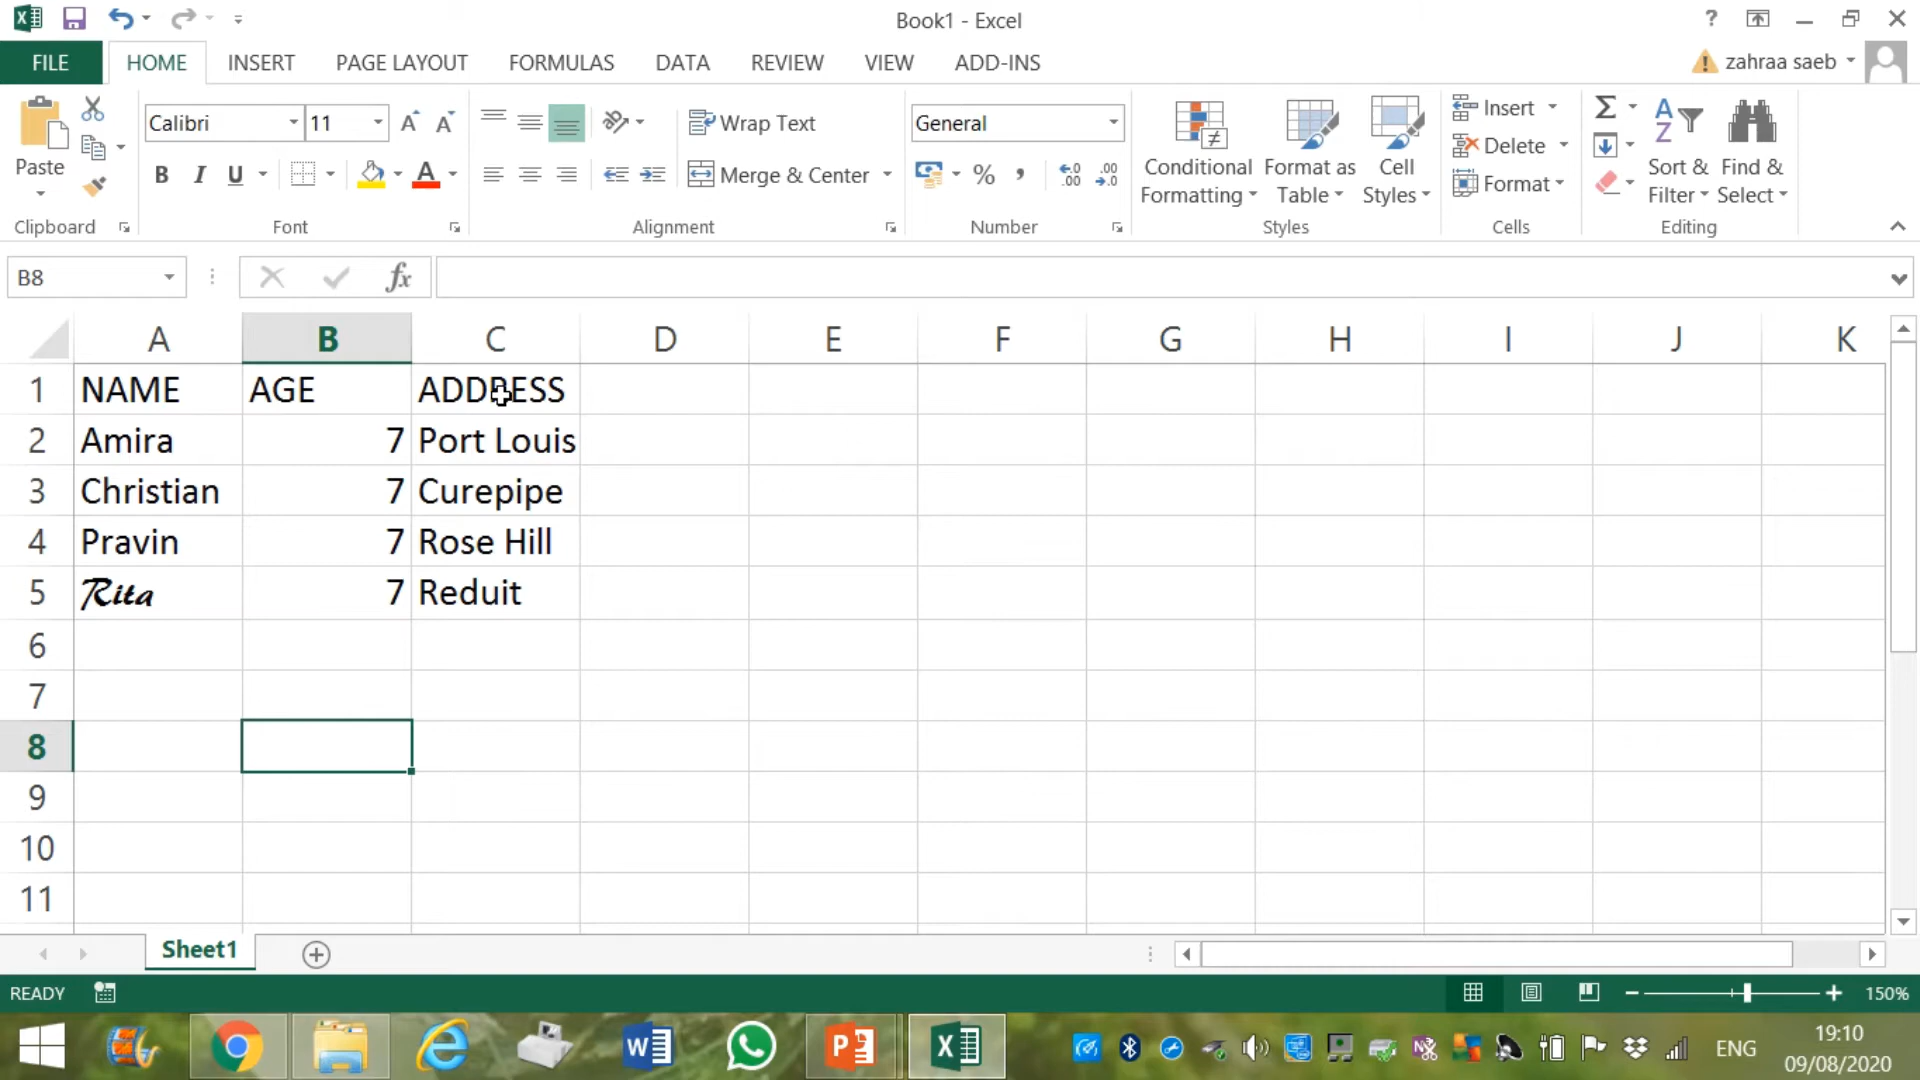 Book1 - Excel
?
FILE HOME INSERT PAGE LAYOUT FORMULAS DATA REVIEW VIEW ADD-INS zahraa saeb
Paste
Calibri 11
B I U A
Wrap Text
Merge & Center
General
%
Conditional Formatting
Format as Table
Cell Styles
Insert
Delete
Format
Sort & Filter
Find & Select
Clipboard Font Alignment Number Styles Cells Editing
B8 fx
A B C D E F G H I J K
1 NAME AGE ADDRESS
2 Amira 7 Port Louis
3 Christian 7 Curepipe
4 Pravin 7 Rose Hill
5 Rita 7 Reduit
6
7
8
9
10
11
Sheet1
READY 150%
ENG 19:10
09/08/2020